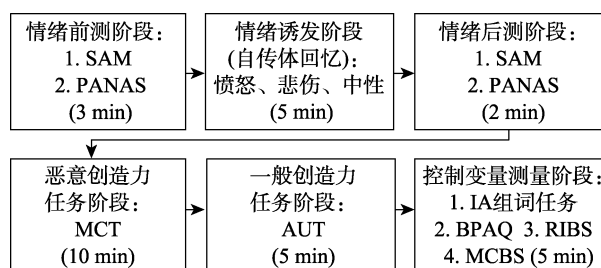 情绪前测阶段：
1. SAM
2. PANAS
(3 min)
情绪诱发阶段
(自传体回忆)：
愤怒、悲伤、中性
(5 min)
情绪后测阶段：
1. SAM
2. PANAS
(2 min)
恶意创造力
任务阶段：
MCT
(10 min)
一般创造力
任务阶段：
AUT
(5 min)
控制变量测量阶段：
1. IA组词任务
2. BPAQ 3. RIBS
4. MCBS (5 min)